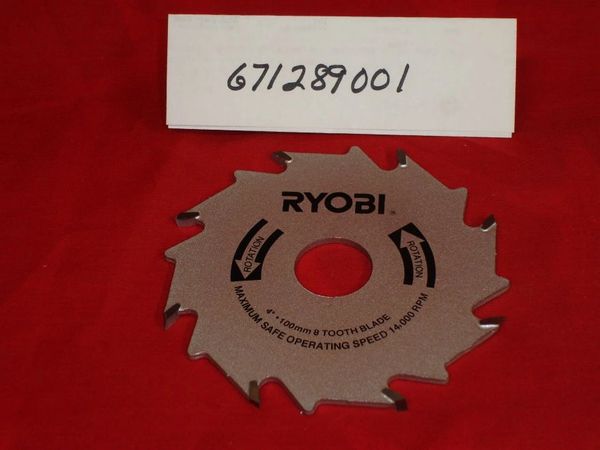 671289001
RYOBI®
ROTATION
ROTATION
4" • 100mm 8 TOOTH BLADE
MAXIMUM SAFE OPERATING SPEED 14,000 RPM